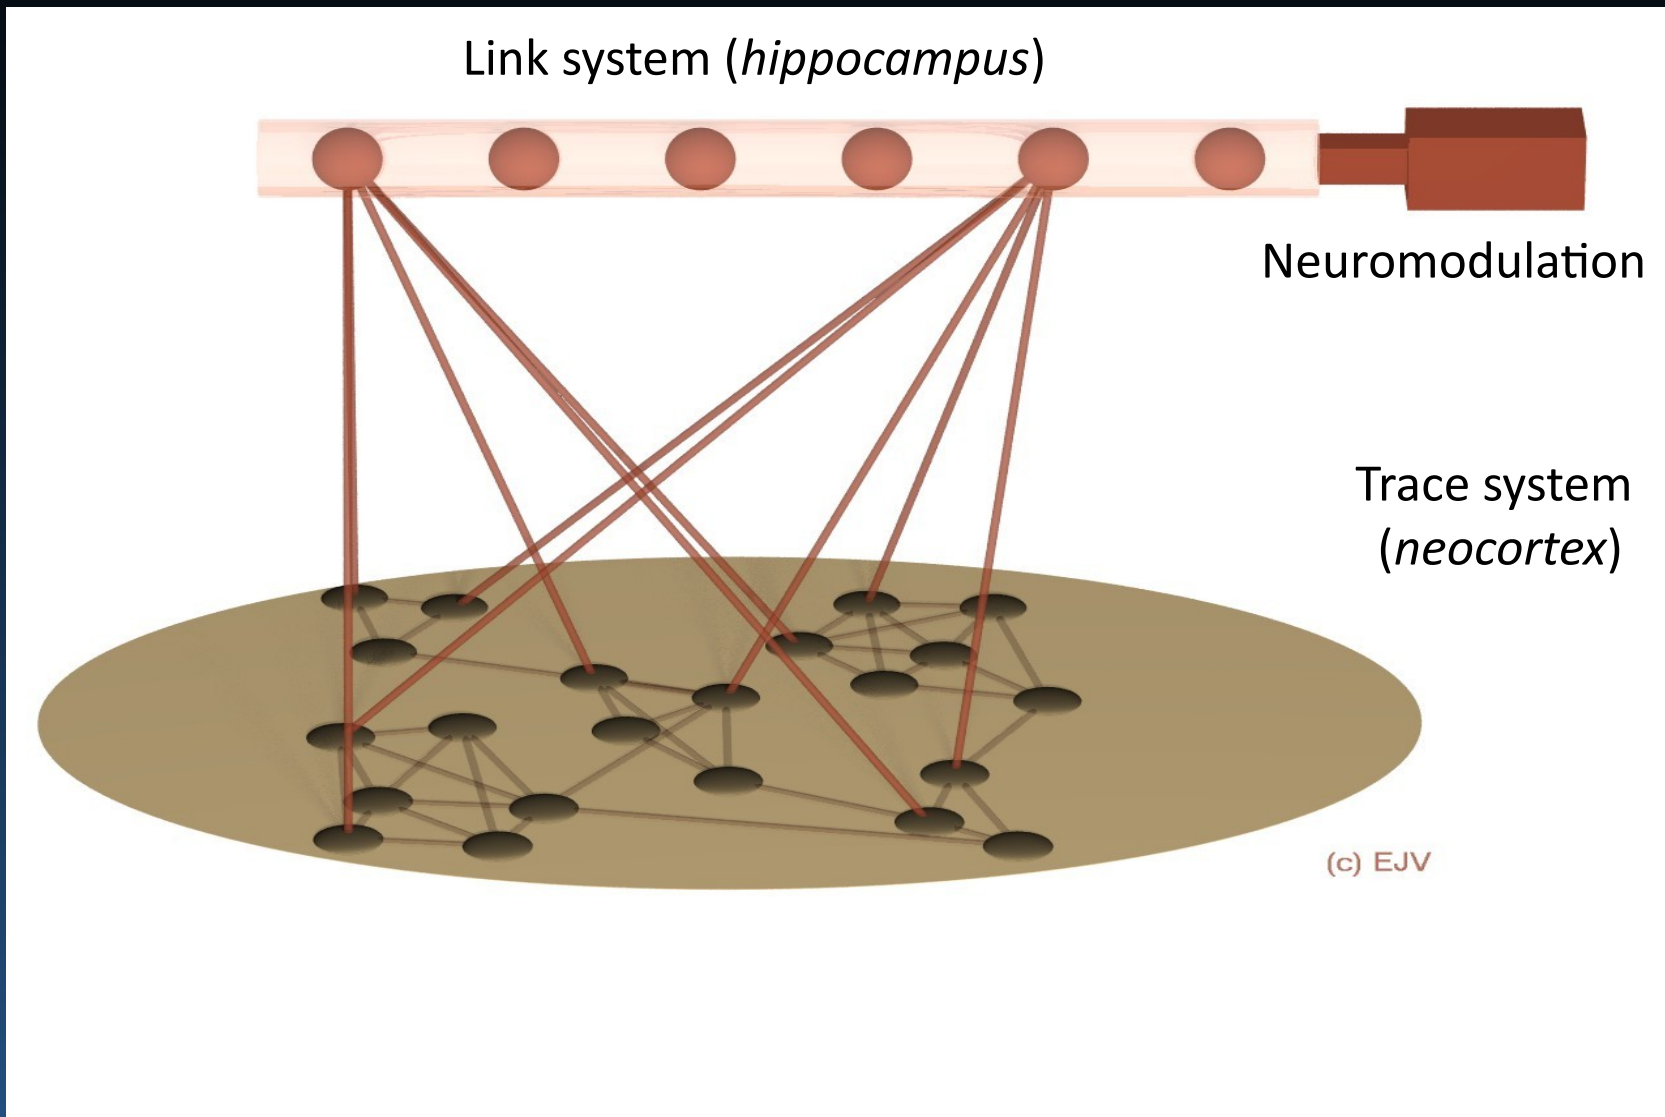 Link system (hippocampus)
Neuromodulation
Trace system
(neocortex)
(c) EJV